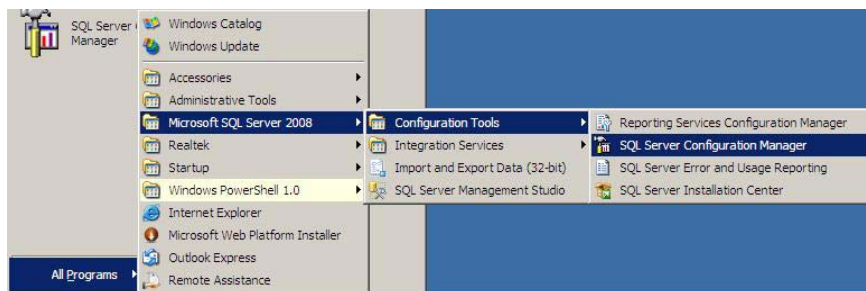 SQL Server
Manager
Windows Catalog
Windows Update
Accessories
Administrative Tools
Microsoft SQL Server 2008
Realtek
Startup
Windows PowerShell 1.0
Internet Explorer
Microsoft Web Platform Installer
Outlook Express
Remote Assistance
All Programs
Configuration Tools
Integration Services
Import and Export Data (32-bit)
SQL Server Management Studio
Reporting Services Configuration Manager
SQL Server Configuration Manager
SQL Server Error and Usage Reporting
SQL Server Installation Center